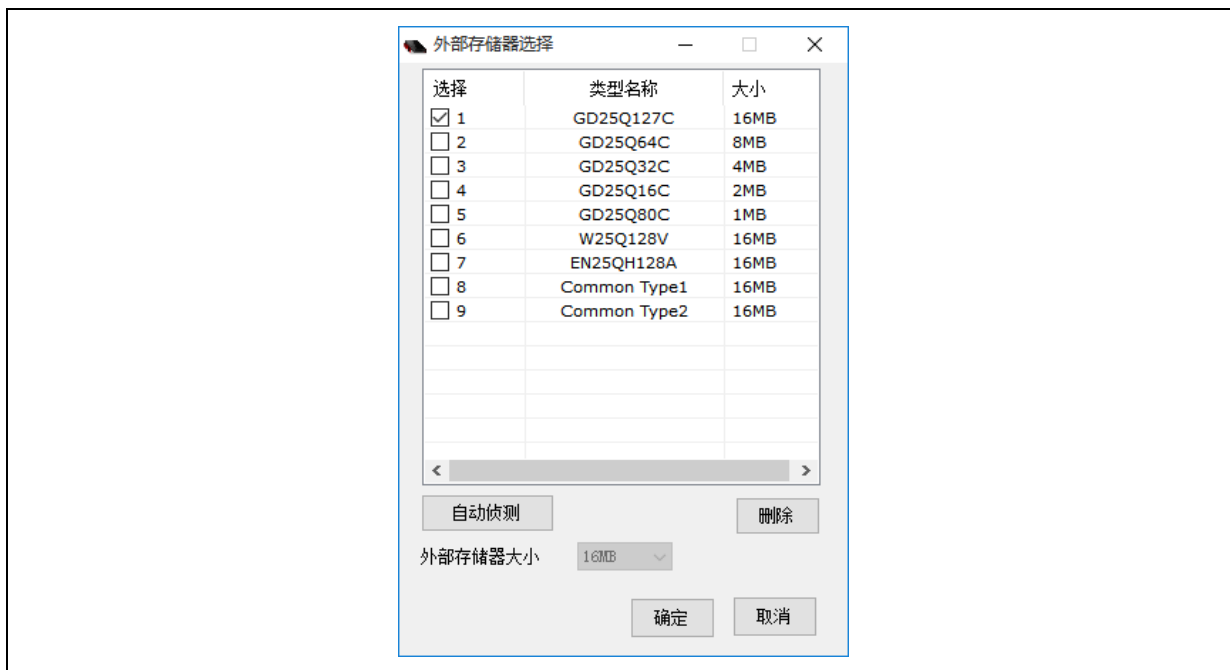 外部存储器选择
选择 类型名称 大小
1 GD25Q127C 16MB
2 GD25Q64C 8MB
3 GD25Q32C 4MB
4 GD25Q16C 2MB
5 GD25Q80C 1MB
6 W25Q128V 16MB
7 EN25QH128A 16MB
8 Common Type1 16MB
9 Common Type2 16MB
自动侦测 删除
外部存储器大小 16MB
确定 取消